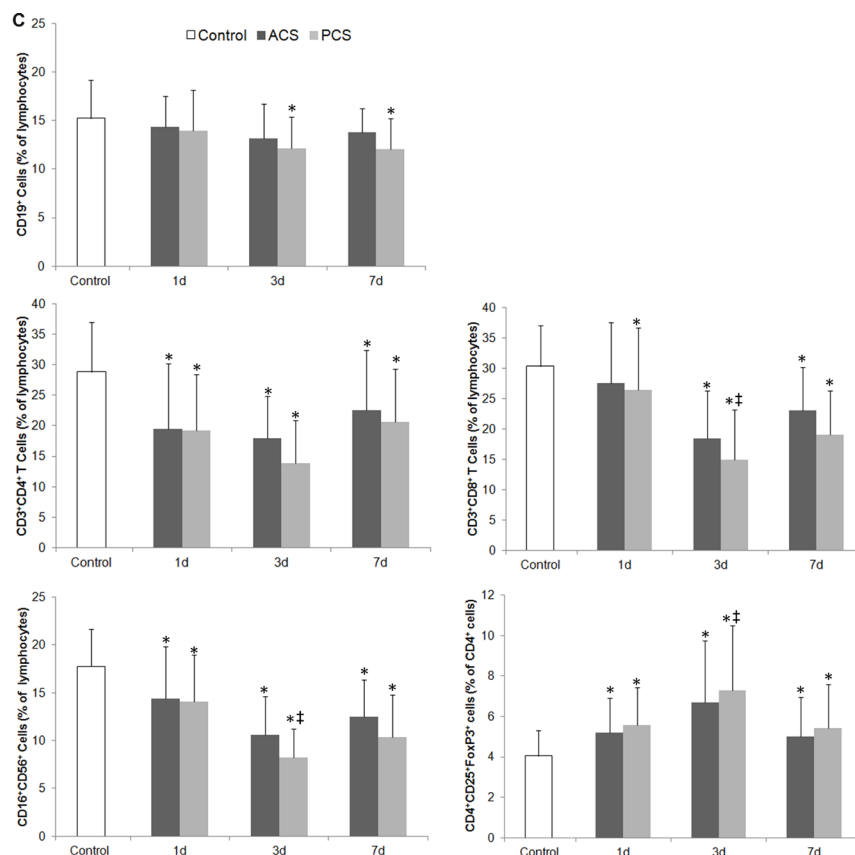 C
Control ACS PCS
CD19⁺ Cells (% of lymphocytes)
25
20
15
10
5
0
* *
Control 1d 3d 7d
CD3⁺CD4⁺ T Cells (% of lymphocytes)
40
35
30
25
20
15
10
5
0
* * * * * *
Control 1d 3d 7d
CD3⁺CD8⁺ T Cells (% of lymphocytes)
40
35
30
25
20
15
10
5
0
* * *‡ * *
Control 1d 3d 7d
CD16⁺CD56⁺ Cells (% of lymphocytes)
25
20
15
10
5
0
* * * *‡ * *
Control 1d 3d 7d
CD4⁺CD25⁺FoxP3⁺ cells (% of CD4⁺ cells)
12
10
8
6
4
2
0
* * * *‡ * *
Control 1d 3d 7d